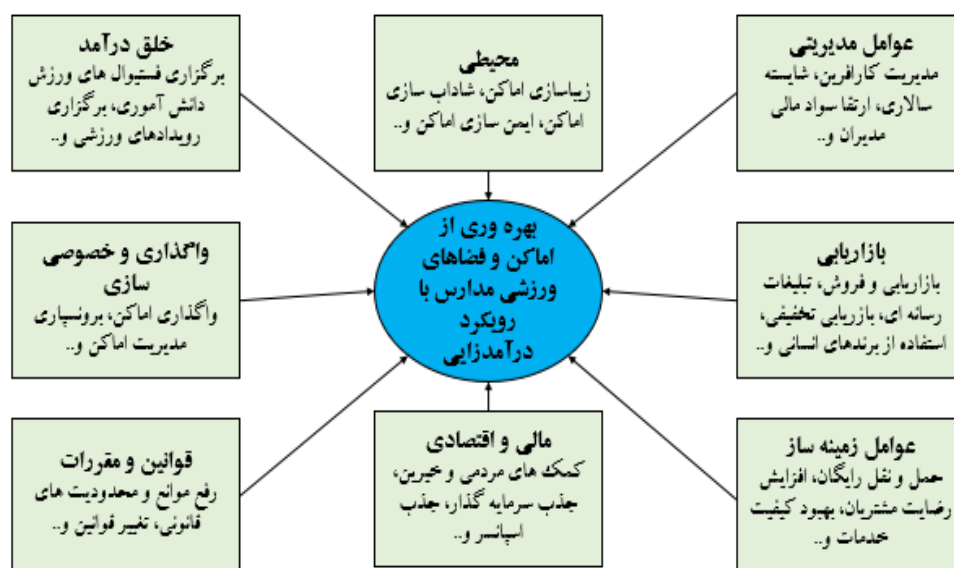 عوامل مدیریتی
مدیریت کارافرین، شایسته
سالاری، ارتقا سواد مالی
مدیران و..
محیطی
زیباسازی اماکن، شاداب سازی
اماکن، ایمن سازی اماکن و..
خلق درآمد
برگزاری فستیوال های ورزش
دانش آموزی، برگزاری
رویدادهای ورزشی و..
بازاریابی
بازاریابی و فروش، تبلیغات
رسانه ای، بازریابی تخفیفی،
استفاده از برندهای انسانی و..
بهره وری از
اماکن و فضاهای
ورزشی مدارس با
رویکرد
درآمدزایی
واگذاری و خصوصی
سازی
واگذاری اماکن، برونسپاری
مدیریت اماکن و..
عوامل زمینه ساز
حمل و نقل رایگان، افزایش
رضایت مشتریان، بهبود کیفیت
خدمات و..
مالی و اقتصادی
کمک های مردمی و خیرین،
جذب سرمایه گذار، جذب
اسپانسر و..
قوانین و مقررات
رفع موانع و محدودیت های
قانونی، تغییر قوانین و..